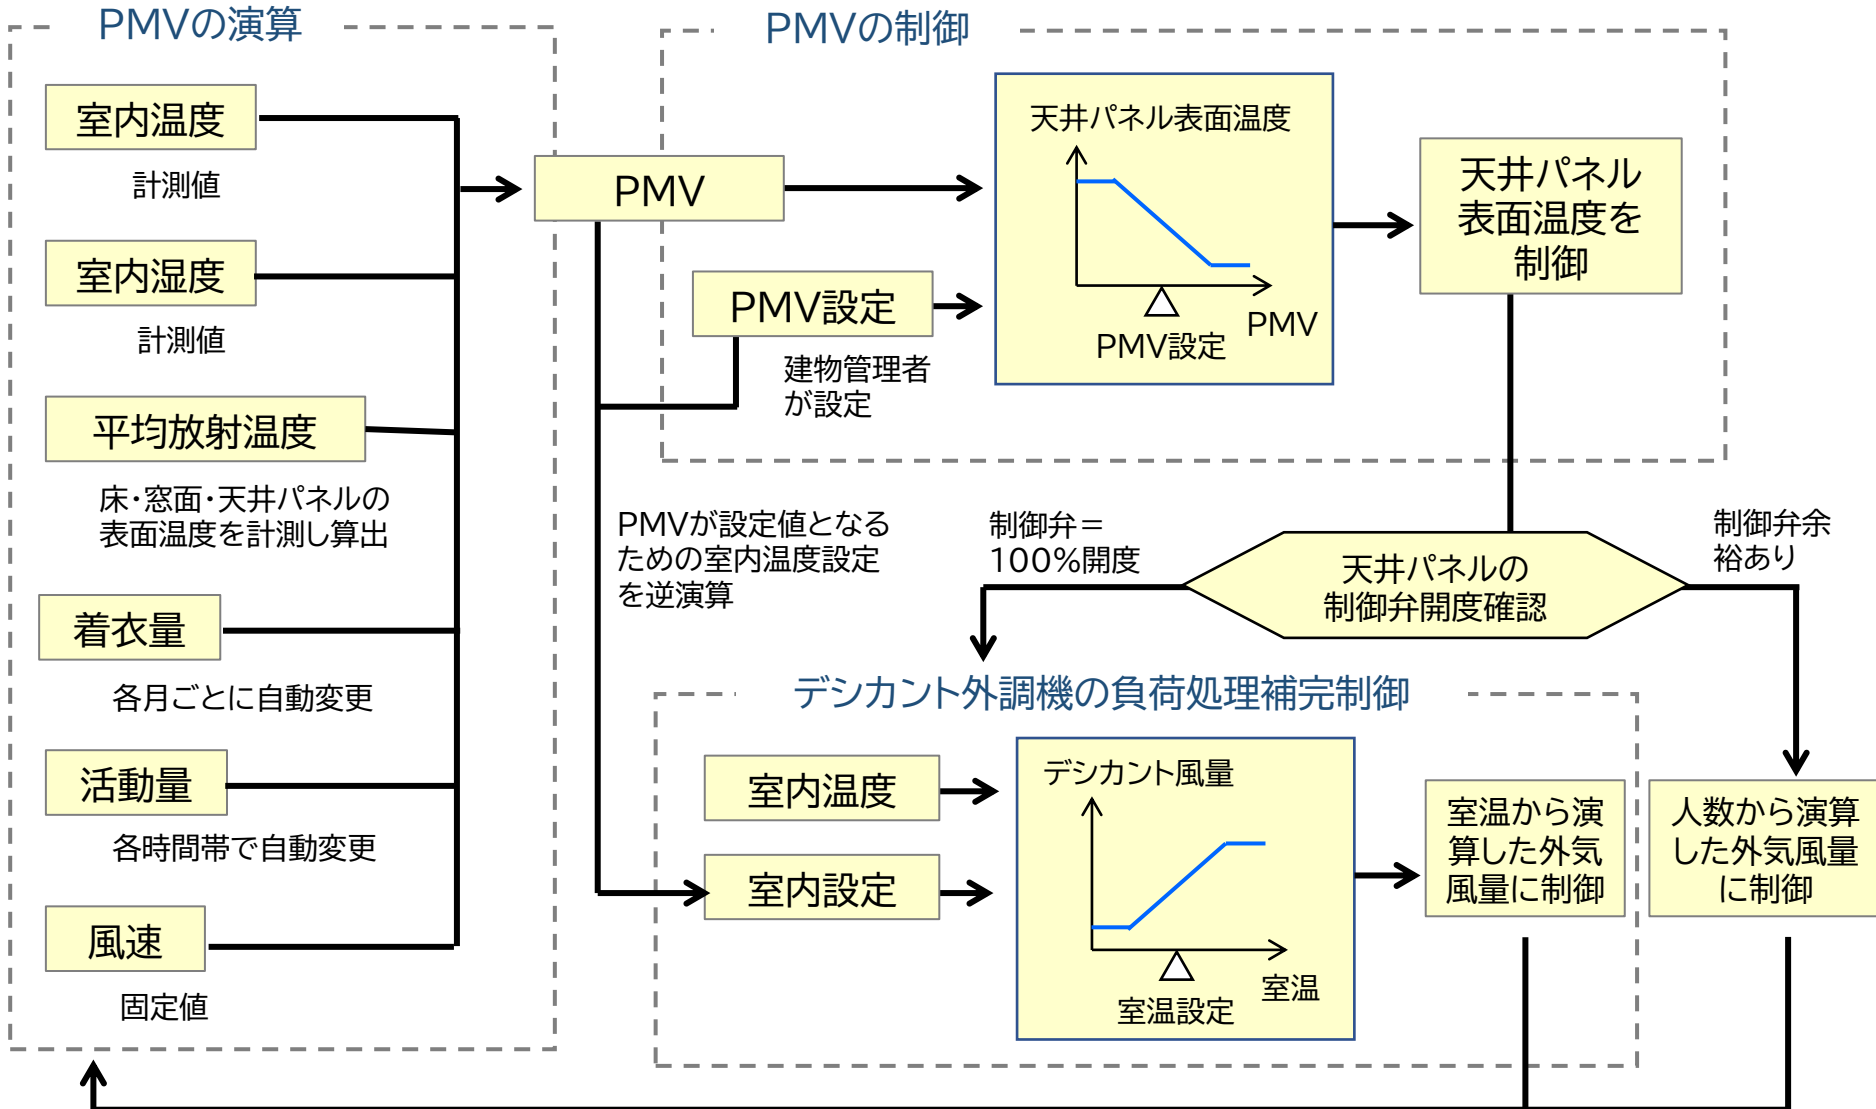 PMVの演算
室内温度
計測値
室内湿度
計測値
平均放射温度
床・窓面・天井パネルの
表面温度を計測し算出
着衣量
各月ごとに自動変更
活動量
各時間帯で自動変更
風速
固定値
PMV
PMVの制御
PMV設定
建物管理者
が設定
天井パネル表面温度
PMV
PMV設定
天井パネル
表面温度を
制御
PMVが設定値となる
ための室内温度設定
を逆演算
制御弁＝
100%開度
天井パネルの
制御弁開度確認
制御弁余
裕あり
デシカント外調機の負荷処理補完制御
室内温度
室内設定
デシカント風量
室温
室温設定
室温から演
算した外気
風量に制御
人数から演算
した外気風量
に制御